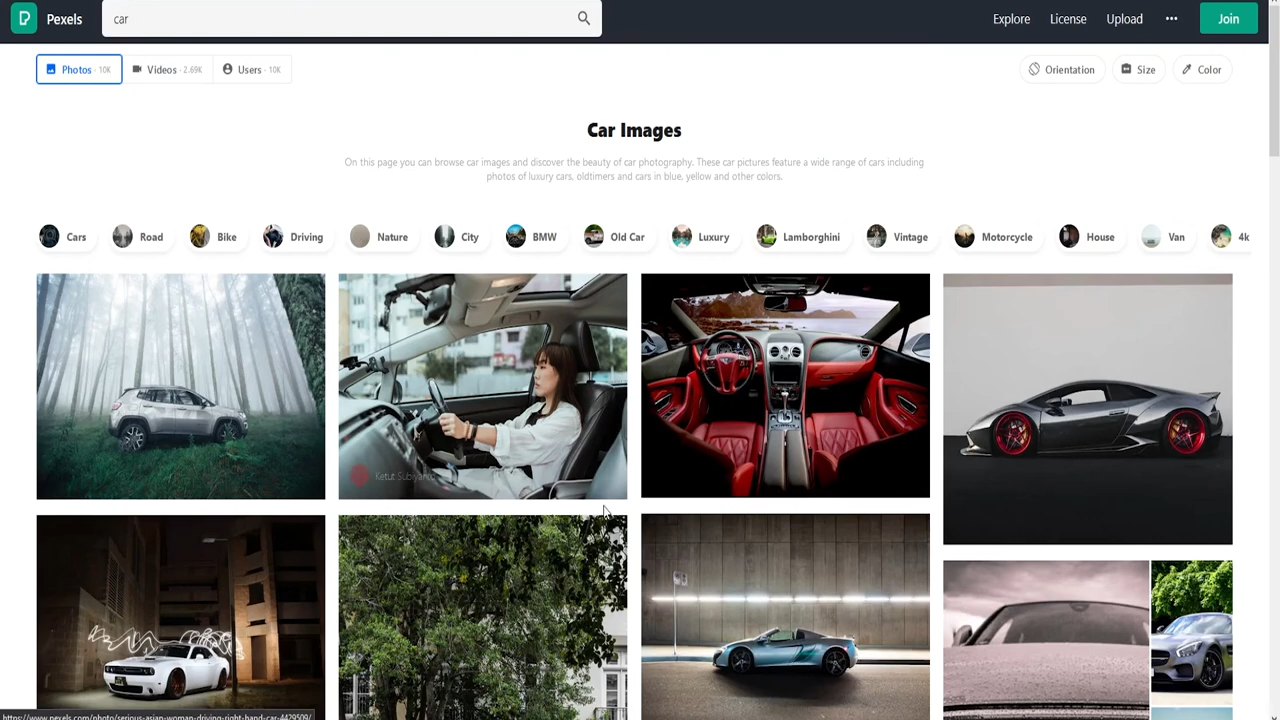 Pexels
car
Explore
License
Upload
Join
Photos · 10K
Videos · 2.69K
Users · 10K
Orientation
Size
Color
Car Images
On this page you can browse car images and discover the beauty of car photography. These car pictures feature a wide range of cars including
photos of luxury cars, oldtimers and cars in blue, yellow and other colors.
Cars
Road
Bike
Driving
Nature
City
BMW
Old Car
Luxury
Lamborghini
Vintage
Motorcycle
House
Van
4k
Ketut Subiyanto
https://www.pexels.com/photo/serious-asian-woman-driving-right-hand-car-4429509/